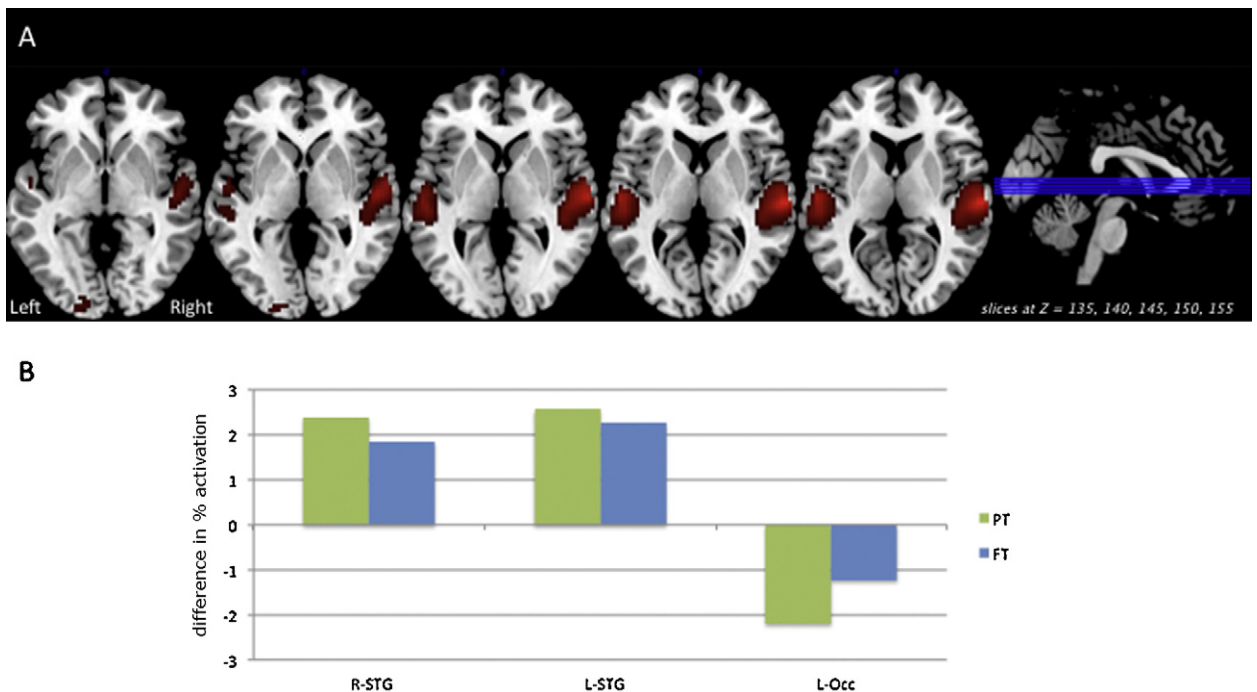 A
Left
Right
slices at Z = 135, 140, 145, 150, 155
B
difference in % activation
3
2
1
0
-1
-2
-3
R-STG
L-STG
L-Occ
PT
FT